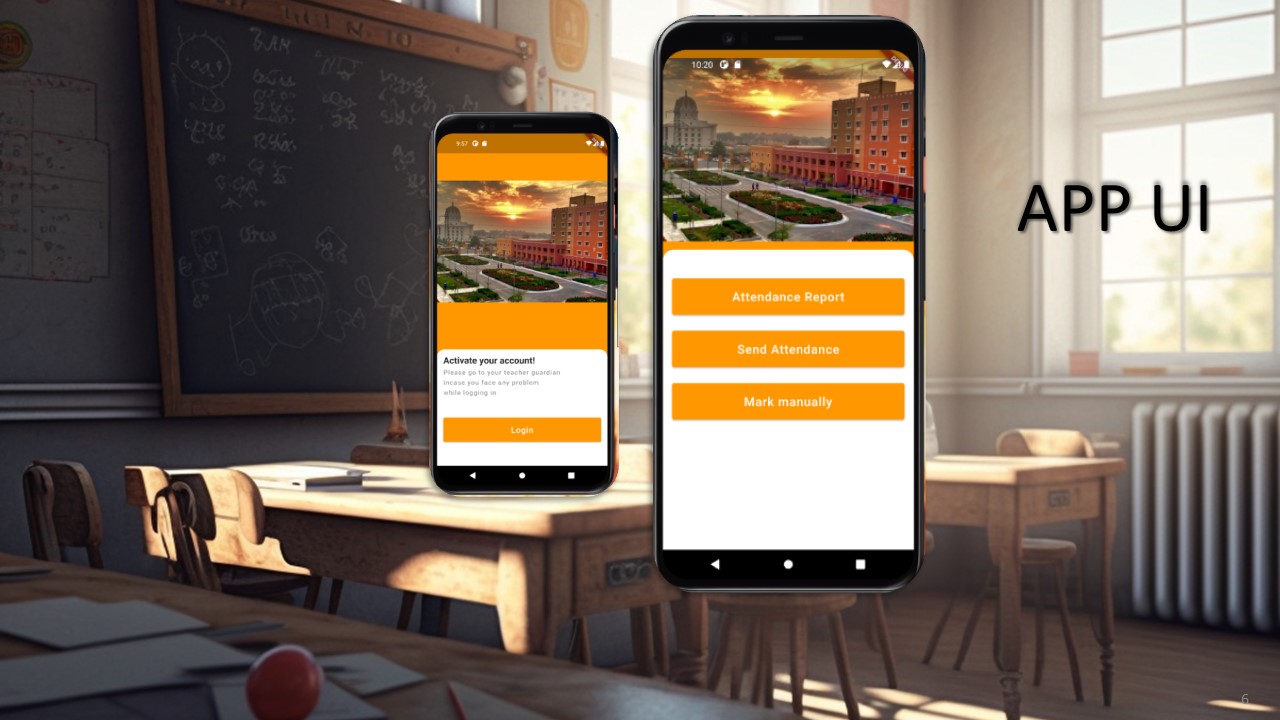 APP UI
9:57
Activate your account!
Please go to your teacher guardian
incase you face any problem
while logging in
Login
10:20
Attendance Report
Send Attendance
Mark manually
6